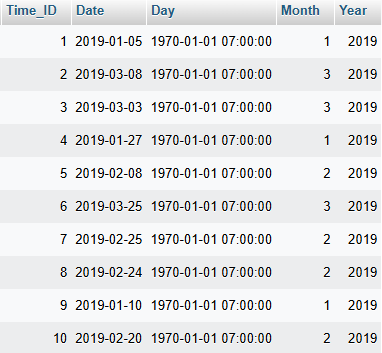 Time_ID Date Day Month Year
1 2019-01-05 1970-01-01 07:00:00 1 2019
2 2019-03-08 1970-01-01 07:00:00 3 2019
3 2019-03-03 1970-01-01 07:00:00 3 2019
4 2019-01-27 1970-01-01 07:00:00 1 2019
5 2019-02-08 1970-01-01 07:00:00 2 2019
6 2019-03-25 1970-01-01 07:00:00 3 2019
7 2019-02-25 1970-01-01 07:00:00 2 2019
8 2019-02-24 1970-01-01 07:00:00 2 2019
9 2019-01-10 1970-01-01 07:00:00 1 2019
10 2019-02-20 1970-01-01 07:00:00 2 2019